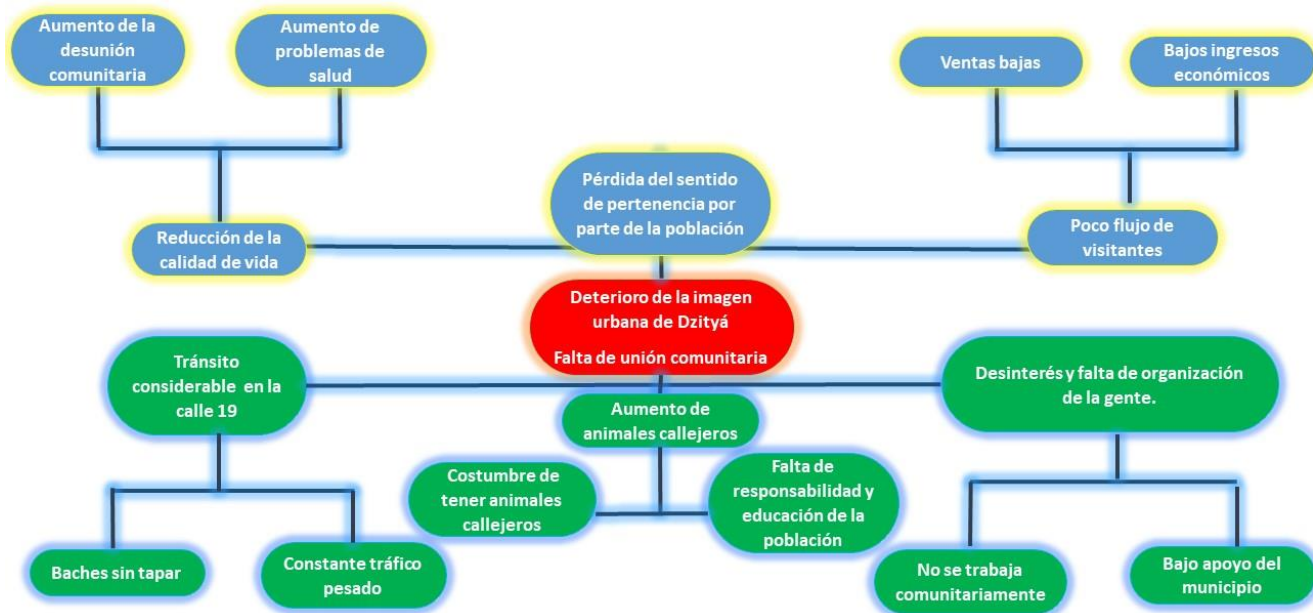 Aumento de la
desunión
comunitaria
Aumento de
problemas de
salud
Ventas bajas
Bajos ingresos
económicos
Pérdida del sentido
de pertenencia por
parte de la población
Reducción de la
calidad de vida
Poco flujo de
visitantes
Deterioro de la imagen
urbana de Dzityá
Falta de unión comunitaria
Tránsito
considerable en la
calle 19
Aumento de
animales callejeros
Desinterés y falta de organización
de la gente.
Costumbre de
tener animales
callejeros
Falta de
responsabilidad y
educación de la
población
Baches sin tapar
Constante tráfico
pesado
No se trabaja
comunitariamente
Bajo apoyo del
municipio